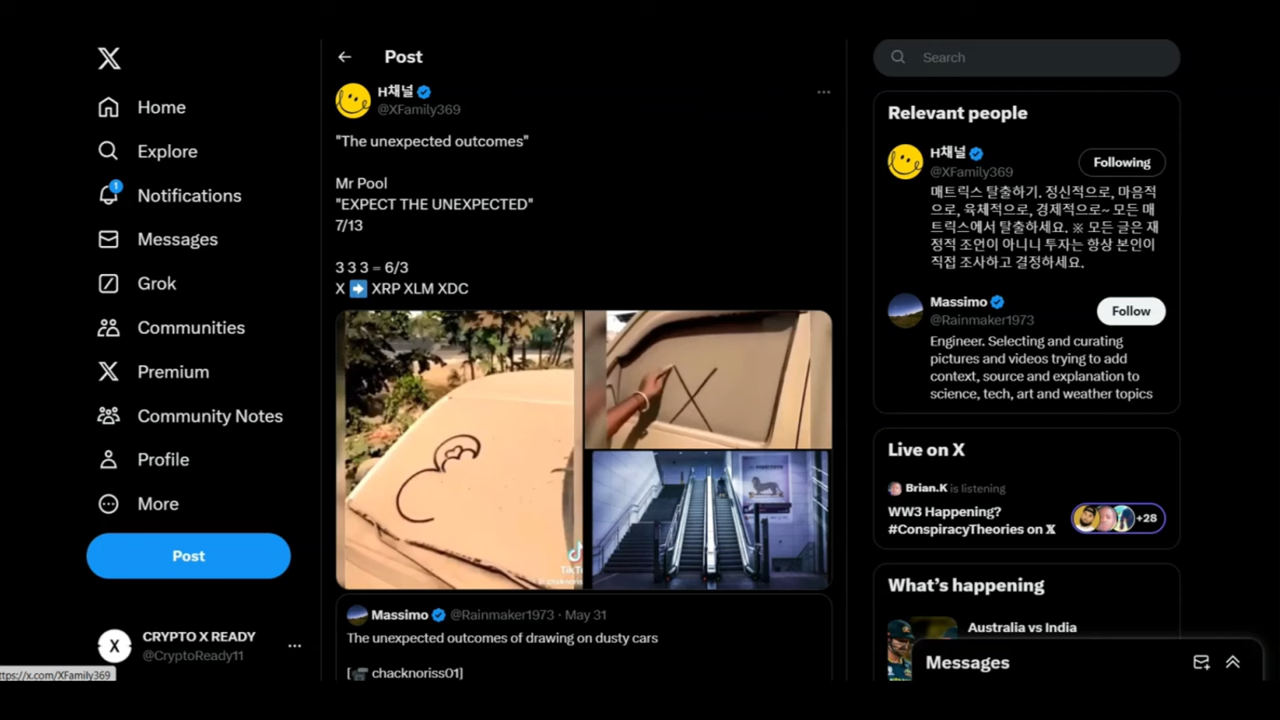 Home
Explore
1
Notifications
Messages
Grok
Communities
Premium
Community Notes
Profile
More
Post
CRYPTO X READY
@CryptoReady11
ttps://x.com/XFamily369
Post
H채널
@XFamily369
"The unexpected outcomes"
Mr Pool
"EXPECT THE UNEXPECTED"
7/13
3 3 3 = 6/3
X ➡️ XRP XLM XDC
X
TikT
Massimo @Rainmaker1973 · May 31
The unexpected outcomes of drawing on dusty cars
[📹 chacknoriss01]
Search
Relevant people
H채널
Following
@XFamily369
매트릭스 탈출하기. 정신적으로, 마음적
으로, 육체적으로, 경제적으로~ 모든 매
트릭스에서 탈출하세요. ※ 모든 글은 재
정적 조언이 아니니 투자는 항상 본인이
직접 조사하고 결정하세요.
Massimo
Follow
@Rainmaker1973
Engineer. Selecting and curating
pictures and videos trying to add
context, source and explanation to
science, tech, art and weather topics
Live on X
Brian.K is listening
WW3 Happening?
#ConspiracyTheories on 𝕏
+28
What's happening
Australia vs India
Messages